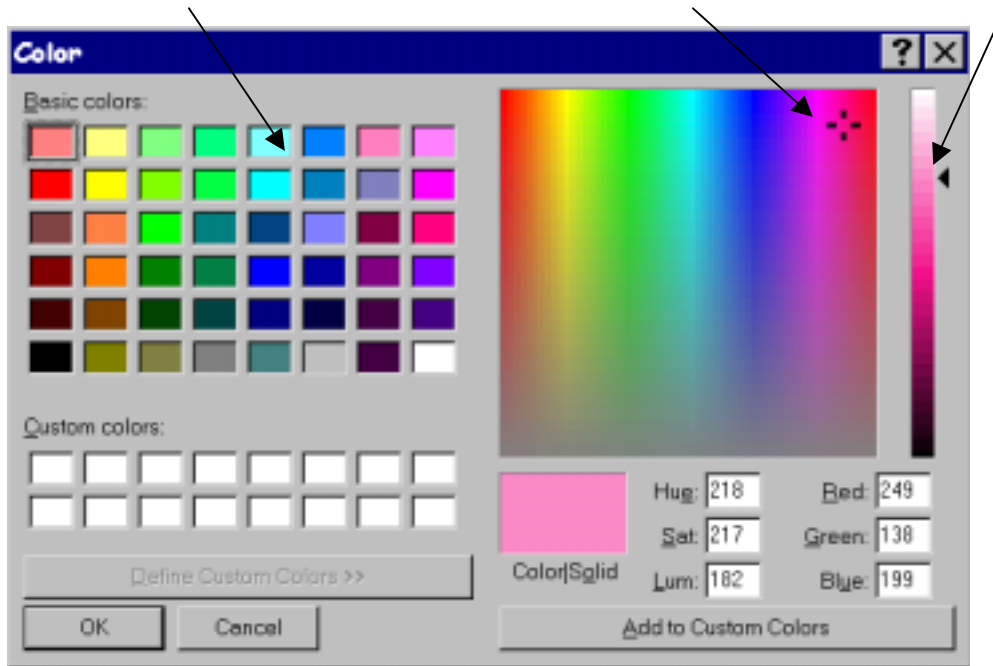 Color
?
Basic colors:
Custom colors:
Define Custom Colors >>
OK
Cancel
Color|Solid
Hue: 218
Sat: 217
Lum: 182
Red: 249
Green: 138
Blue: 199
Add to Custom Colors